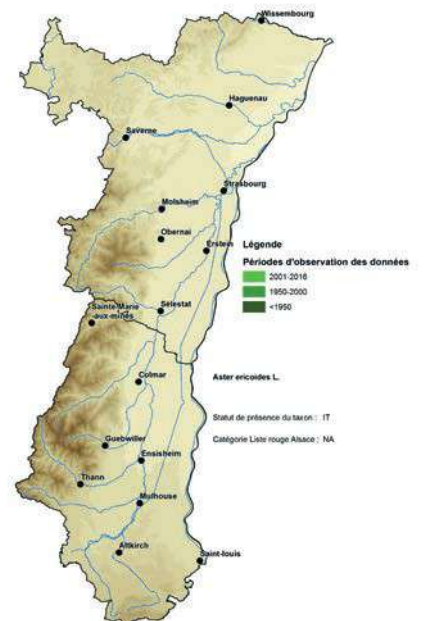 Wissembourg
Haguenau
Saverne
Strasbourg
Molsheim
Obernai
Erstein
Légende
Périodes d'observation des données
2001-2016
1950-2000
<1950
Sélestat
Sainte-Marie
-aux-mines
Colmar
Aster ericoides L.
Statut de présence du taxon : IT
Catégorie Liste rouge Alsace : NA
Guebwiller
Ensisheim
Thann
Mulhouse
Altkirch
Saint-louis